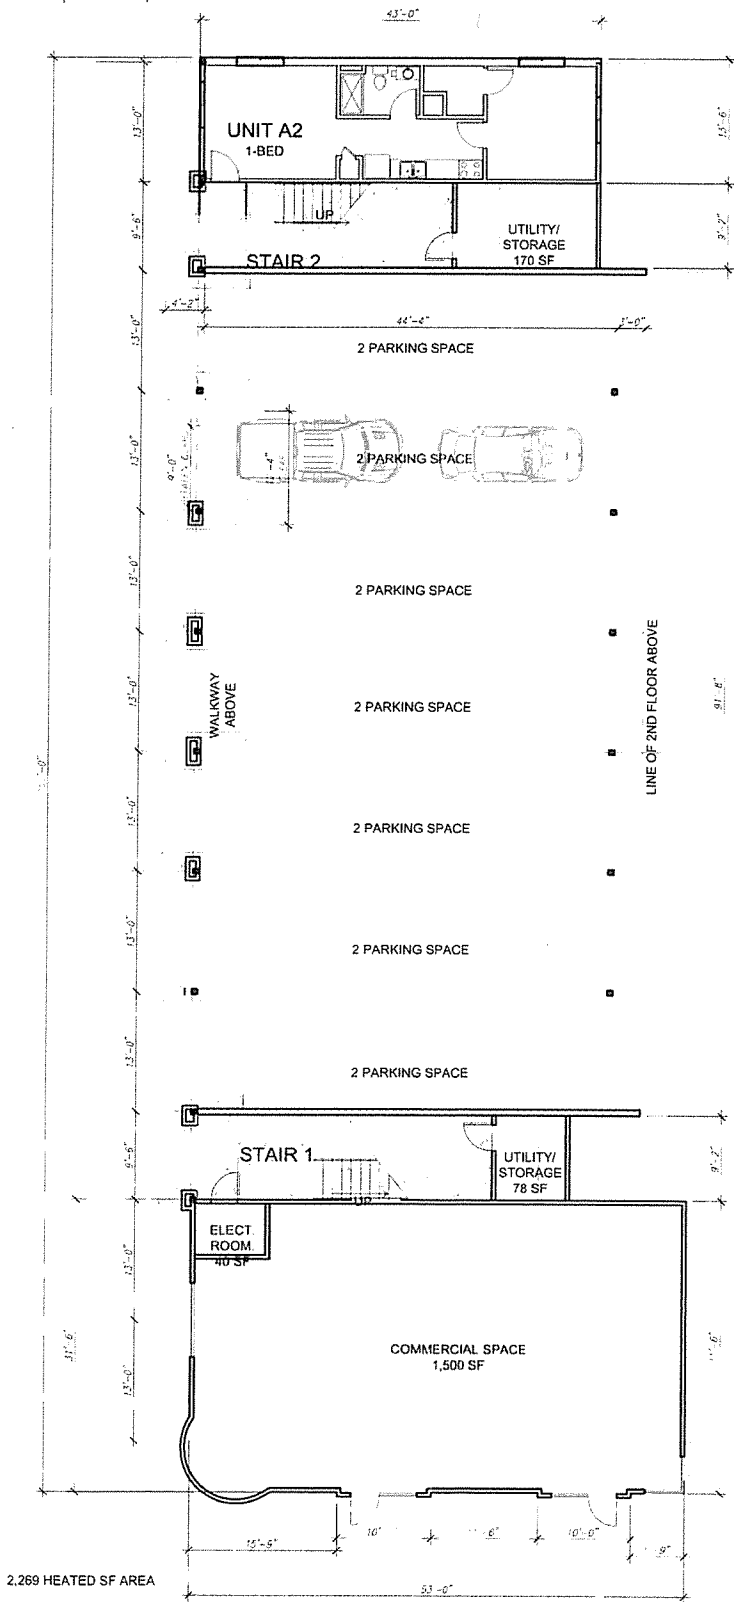 43'-0"
13'-0"
13'-6"
UNIT A2
1-BED
UP
9'-6"
9'-2"
UTILITY/
STORAGE
170 SF
STAIR 2
4'-2"
44'-4"
3'-0"
13'-0"
2 PARKING SPACE
13'-0"
9'-0"
2 PARKING SPACE
13'-0"
2 PARKING SPACE
WALKWAY
ABOVE
LINE OF 2ND FLOOR ABOVE
91'-8"
13'-0"
2 PARKING SPACE
13'-0"
2 PARKING SPACE
13'-0"
2 PARKING SPACE
13'-0"
2 PARKING SPACE
9'-6"
9'-2"
STAIR 1
UP
UTILITY/
STORAGE
78 SF
ELECT.
ROOM.
40 SF
13'-0"
31'-6"
13'-0"
COMMERCIAL SPACE
1,500 SF
15'-9"
10'-0"
53'-0"
2,269 HEATED SF AREA